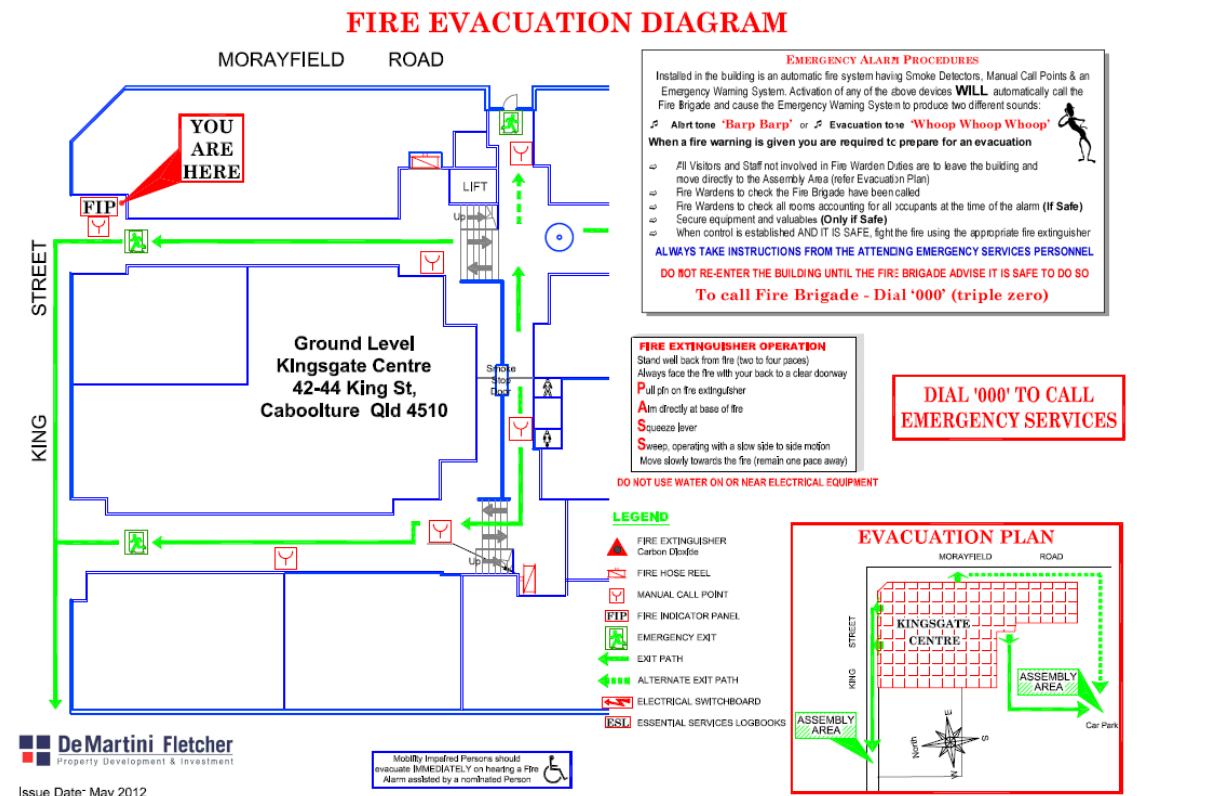 FIRE EVACUATION DIAGRAM
MORAYFIELD ROAD
YOU
ARE
HERE
FIP
LIFT
Up
KING STREET
Ground Level
Kingsgate Centre
42-44 King St,
Caboolture Qld 4510
Smoke
Stop
Door
Up
EMERGENCY ALARM PROCEDURES
Installed in the building is an automatic fire system having Smoke Detectors, Manual Call Points & an
Emergency Warning System. Activation of any of the above devices WILL automatically call the
Fire Brigade and cause the Emergency Warning System to produce two different sounds:
♬ Alert tone ‘Barp Barp’ or ♬ Evacuation tone ‘Whoop Whoop Whoop’
When a fire warning is given you are required to prepare for an evacuation
⇨ All Visitors and Staff not involved in Fire Warden Duties are to leave the building and
move directly to the Assembly Area (refer Evacuation Plan)
⇨ Fire Wardens to check the Fire Brigade have been called
⇨ Fire Wardens to check all rooms accounting for all occupants at the time of the alarm (If Safe)
⇨ Secure equipment and valuables (Only if Safe)
⇨ When control is established AND IT IS SAFE, fight the fire using the appropriate fire extinguisher
ALWAYS TAKE INSTRUCTIONS FROM THE ATTENDING EMERGENCY SERVICES PERSONNEL
DO NOT RE-ENTER THE BUILDING UNTIL THE FIRE BRIGADE ADVISE IT IS SAFE TO DO SO
To call Fire Brigade - Dial ‘000’ (triple zero)
FIRE EXTINGUISHER OPERATION
Stand well back from fire (two to four paces)
Always face the fire with your back to a clear doorway
Pull pin on fire extinguisher
Aim directly at base of fire
Squeeze lever
Sweep, operating with a slow side to side motion
Move slowly towards the fire (remain one pace away)
DO NOT USE WATER ON OR NEAR ELECTRICAL EQUIPMENT
DIAL '000' TO CALL
EMERGENCY SERVICES
LEGEND
FIRE EXTINGUISHER
Carbon Dioxide
FIRE HOSE REEL
MANUAL CALL POINT
FIP FIRE INDICATOR PANEL
EMERGENCY EXIT
EXIT PATH
ALTERNATE EXIT PATH
ELECTRICAL SWITCHBOARD
ESL ESSENTIAL SERVICES LOGBOOKS
EVACUATION PLAN
MORAYFIELD ROAD
KINGSGATE
CENTRE
KING STREET
ASSEMBLY
AREA
ASSEMBLY
AREA
Car Park
North
E
S
W
DeMartini Fletcher
Property Development & Investment
Issue Date: May 2012
Mobility Impaired Persons should
evacuate IMMEDIATELY on hearing a Fire
Alarm assisted by a nominated Person